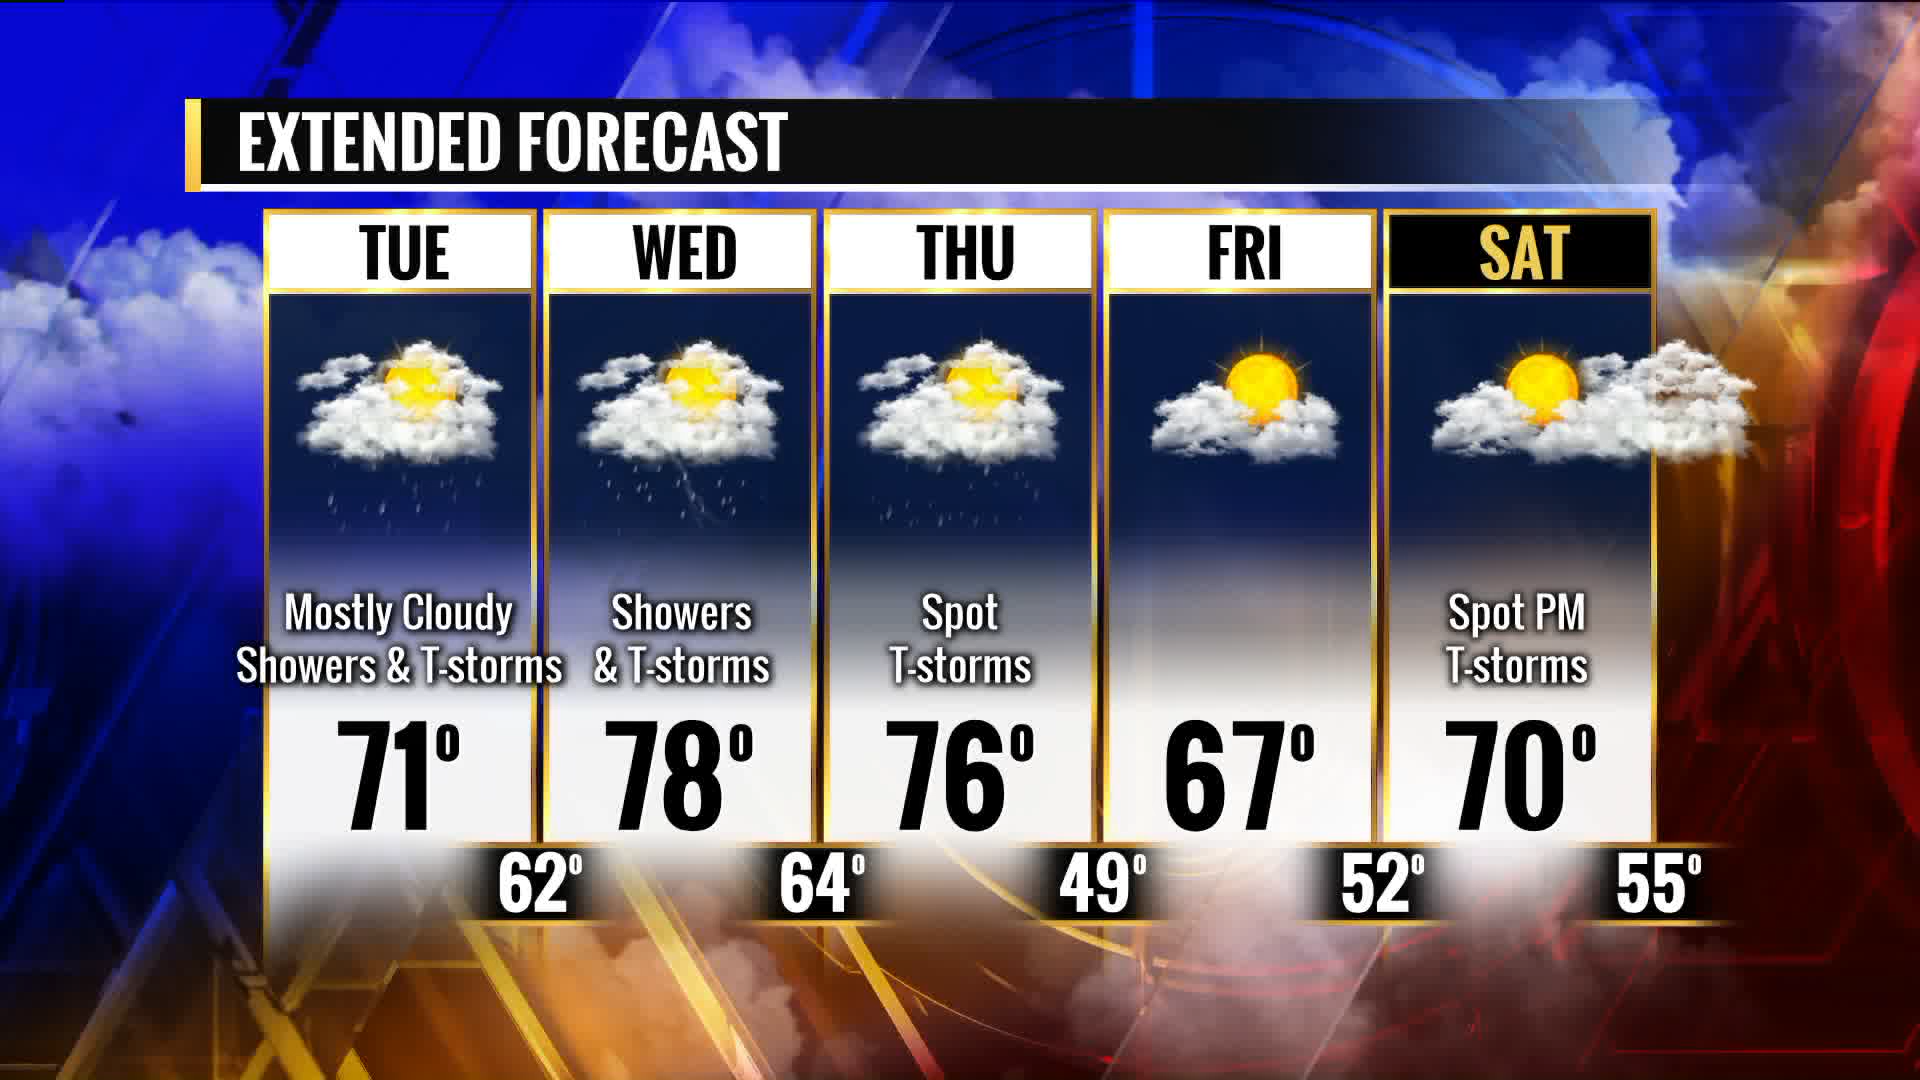 EXTENDED FORECAST
TUE
WED
THU
FRI
SAT
Mostly Cloudy
Showers & T-storms
Showers
& T-storms
Spot
T-storms
Spot PM
T-storms
71°
78°
76°
67°
70°
62°
64°
49°
52°
55°